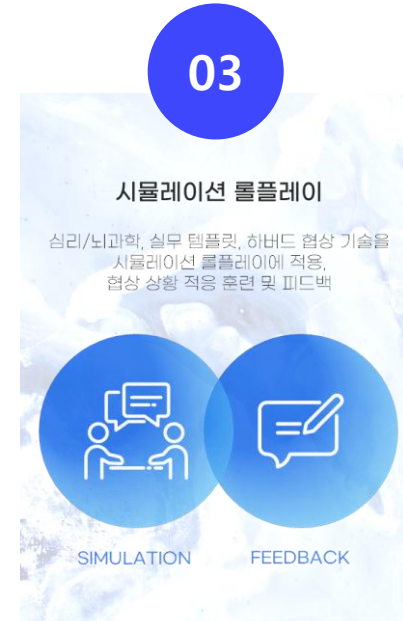 03
시뮬레이션 롤플레이
심리/뇌과학, 실무 템플릿, 하버드 협상 기술을
시뮬레이션 롤플레이에 적용,
협상 상황 적응 훈련 및 피드백
SIMULATION FEEDBACK